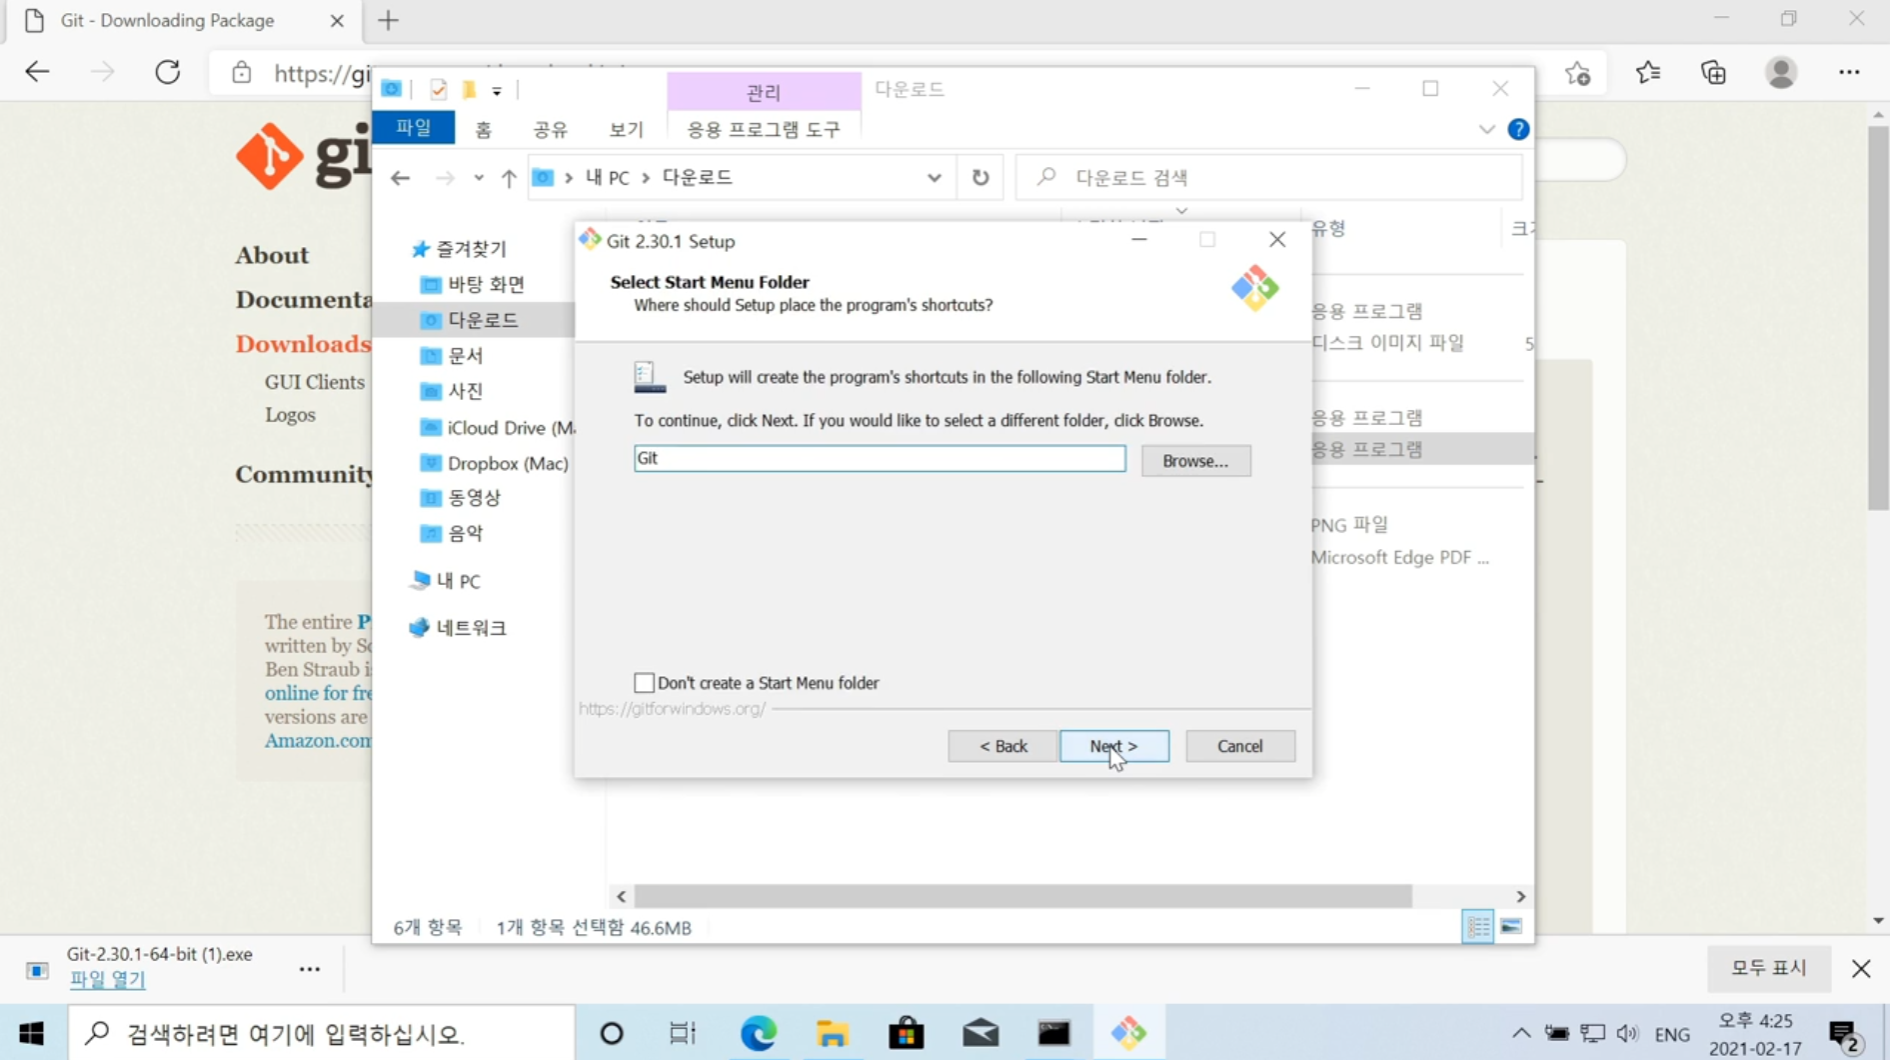 Git - Downloading Package
https://gi
git
About
Documenta
Downloads
GUI Clients
Logos
Community
The entire P
written by Sc
Ben Straub i
online for fre
versions are
Amazon.com
관리
다운로드
파일
홈
공유
보기
응용 프로그램 도구
내 PC
다운로드
다운로드 검색
유형
크기
즐겨찾기
바탕 화면
다운로드
문서
사진
iCloud Drive (Ma
Dropbox (Mac)
동영상
음악
내 PC
네트워크
응용 프로그램
디스크 이미지 파일
5
응용 프로그램
응용 프로그램
PNG 파일
Microsoft Edge PDF ...
6개 항목
1개 항목 선택함 46.6MB
Git 2.30.1 Setup
Select Start Menu Folder
Where should Setup place the program's shortcuts?
Setup will create the program's shortcuts in the following Start Menu folder.
To continue, click Next. If you would like to select a different folder, click Browse.
Git
Browse...
Don't create a Start Menu folder
https://gitforwindows.org/
< Back
Next >
Cancel
Git-2.30.1-64-bit (1).exe
파일 열기
모두 표시
검색하려면 여기에 입력하십시오.
ENG
오후 4:25
2021-02-17
2